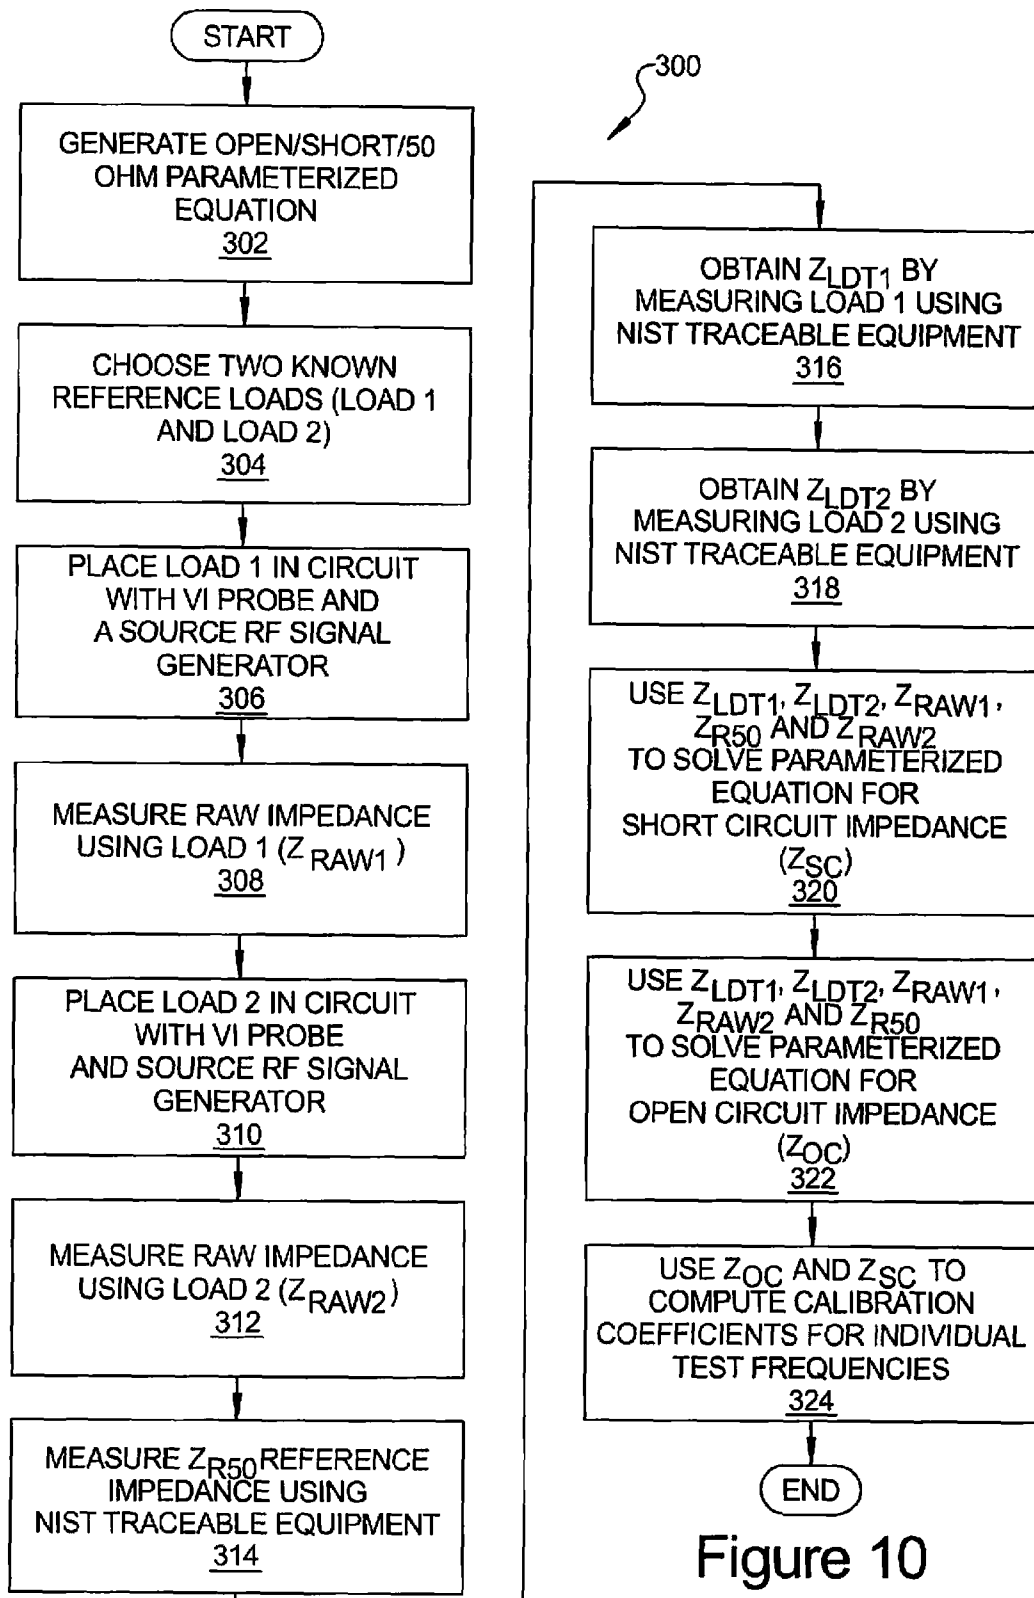 START
300
GENERATE OPEN/SHORT/50
OHM PARAMETERIZED
EQUATION
302
CHOOSE TWO KNOWN
REFERENCE LOADS (LOAD 1
AND LOAD 2)
304
PLACE LOAD 1 IN CIRCUIT
WITH VI PROBE AND
A SOURCE RF SIGNAL
GENERATOR
306
MEASURE RAW IMPEDANCE
USING LOAD 1 (Z RAW1 )
308
PLACE LOAD 2 IN CIRCUIT
WITH VI PROBE
AND SOURCE RF SIGNAL
GENERATOR
310
MEASURE RAW IMPEDANCE
USING LOAD 2 (ZRAW2)
312
MEASURE ZR50 REFERENCE
IMPEDANCE USING
NIST TRACEABLE EQUIPMENT
314
OBTAIN ZLDT1 BY
MEASURING LOAD 1 USING
NIST TRACEABLE EQUIPMENT
316
OBTAIN ZLDT2 BY
MEASURING LOAD 2 USING
NIST TRACEABLE EQUIPMENT
318
USE ZLDT1, ZLDT2, ZRAW1,
ZR50 AND ZRAW2
TO SOLVE PARAMETERIZED
EQUATION FOR
SHORT CIRCUIT IMPEDANCE
(ZSC)
320
USE ZLDT1, ZLDT2, ZRAW1,
ZRAW2 AND ZR50
TO SOLVE PARAMETERIZED
EQUATION FOR
OPEN CIRCUIT IMPEDANCE
(ZOC)
322
USE ZOC AND ZSC TO
COMPUTE CALIBRATION
COEFFICIENTS FOR INDIVIDUAL
TEST FREQUENCIES
324
END
Figure 10